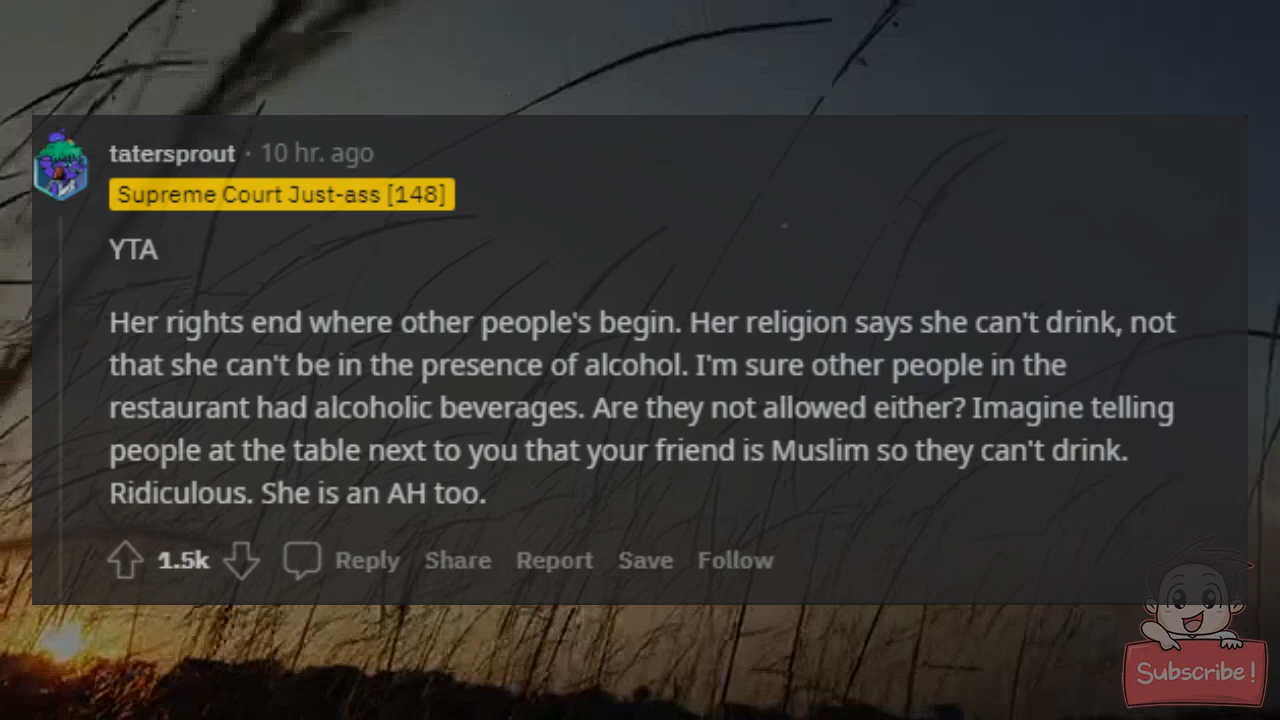 tatersprout · 10 hr. ago
Supreme Court Just-ass [148]
YTA
Her rights end where other people's begin. Her religion says she can't drink, not
that she can't be in the presence of alcohol. I'm sure other people in the
restaurant had alcoholic beverages. Are they not allowed either? Imagine telling
people at the table next to you that your friend is Muslim so they can't drink.
Ridiculous. She is an AH too.
1.5k Reply Share Report Save Follow
Subscribe!